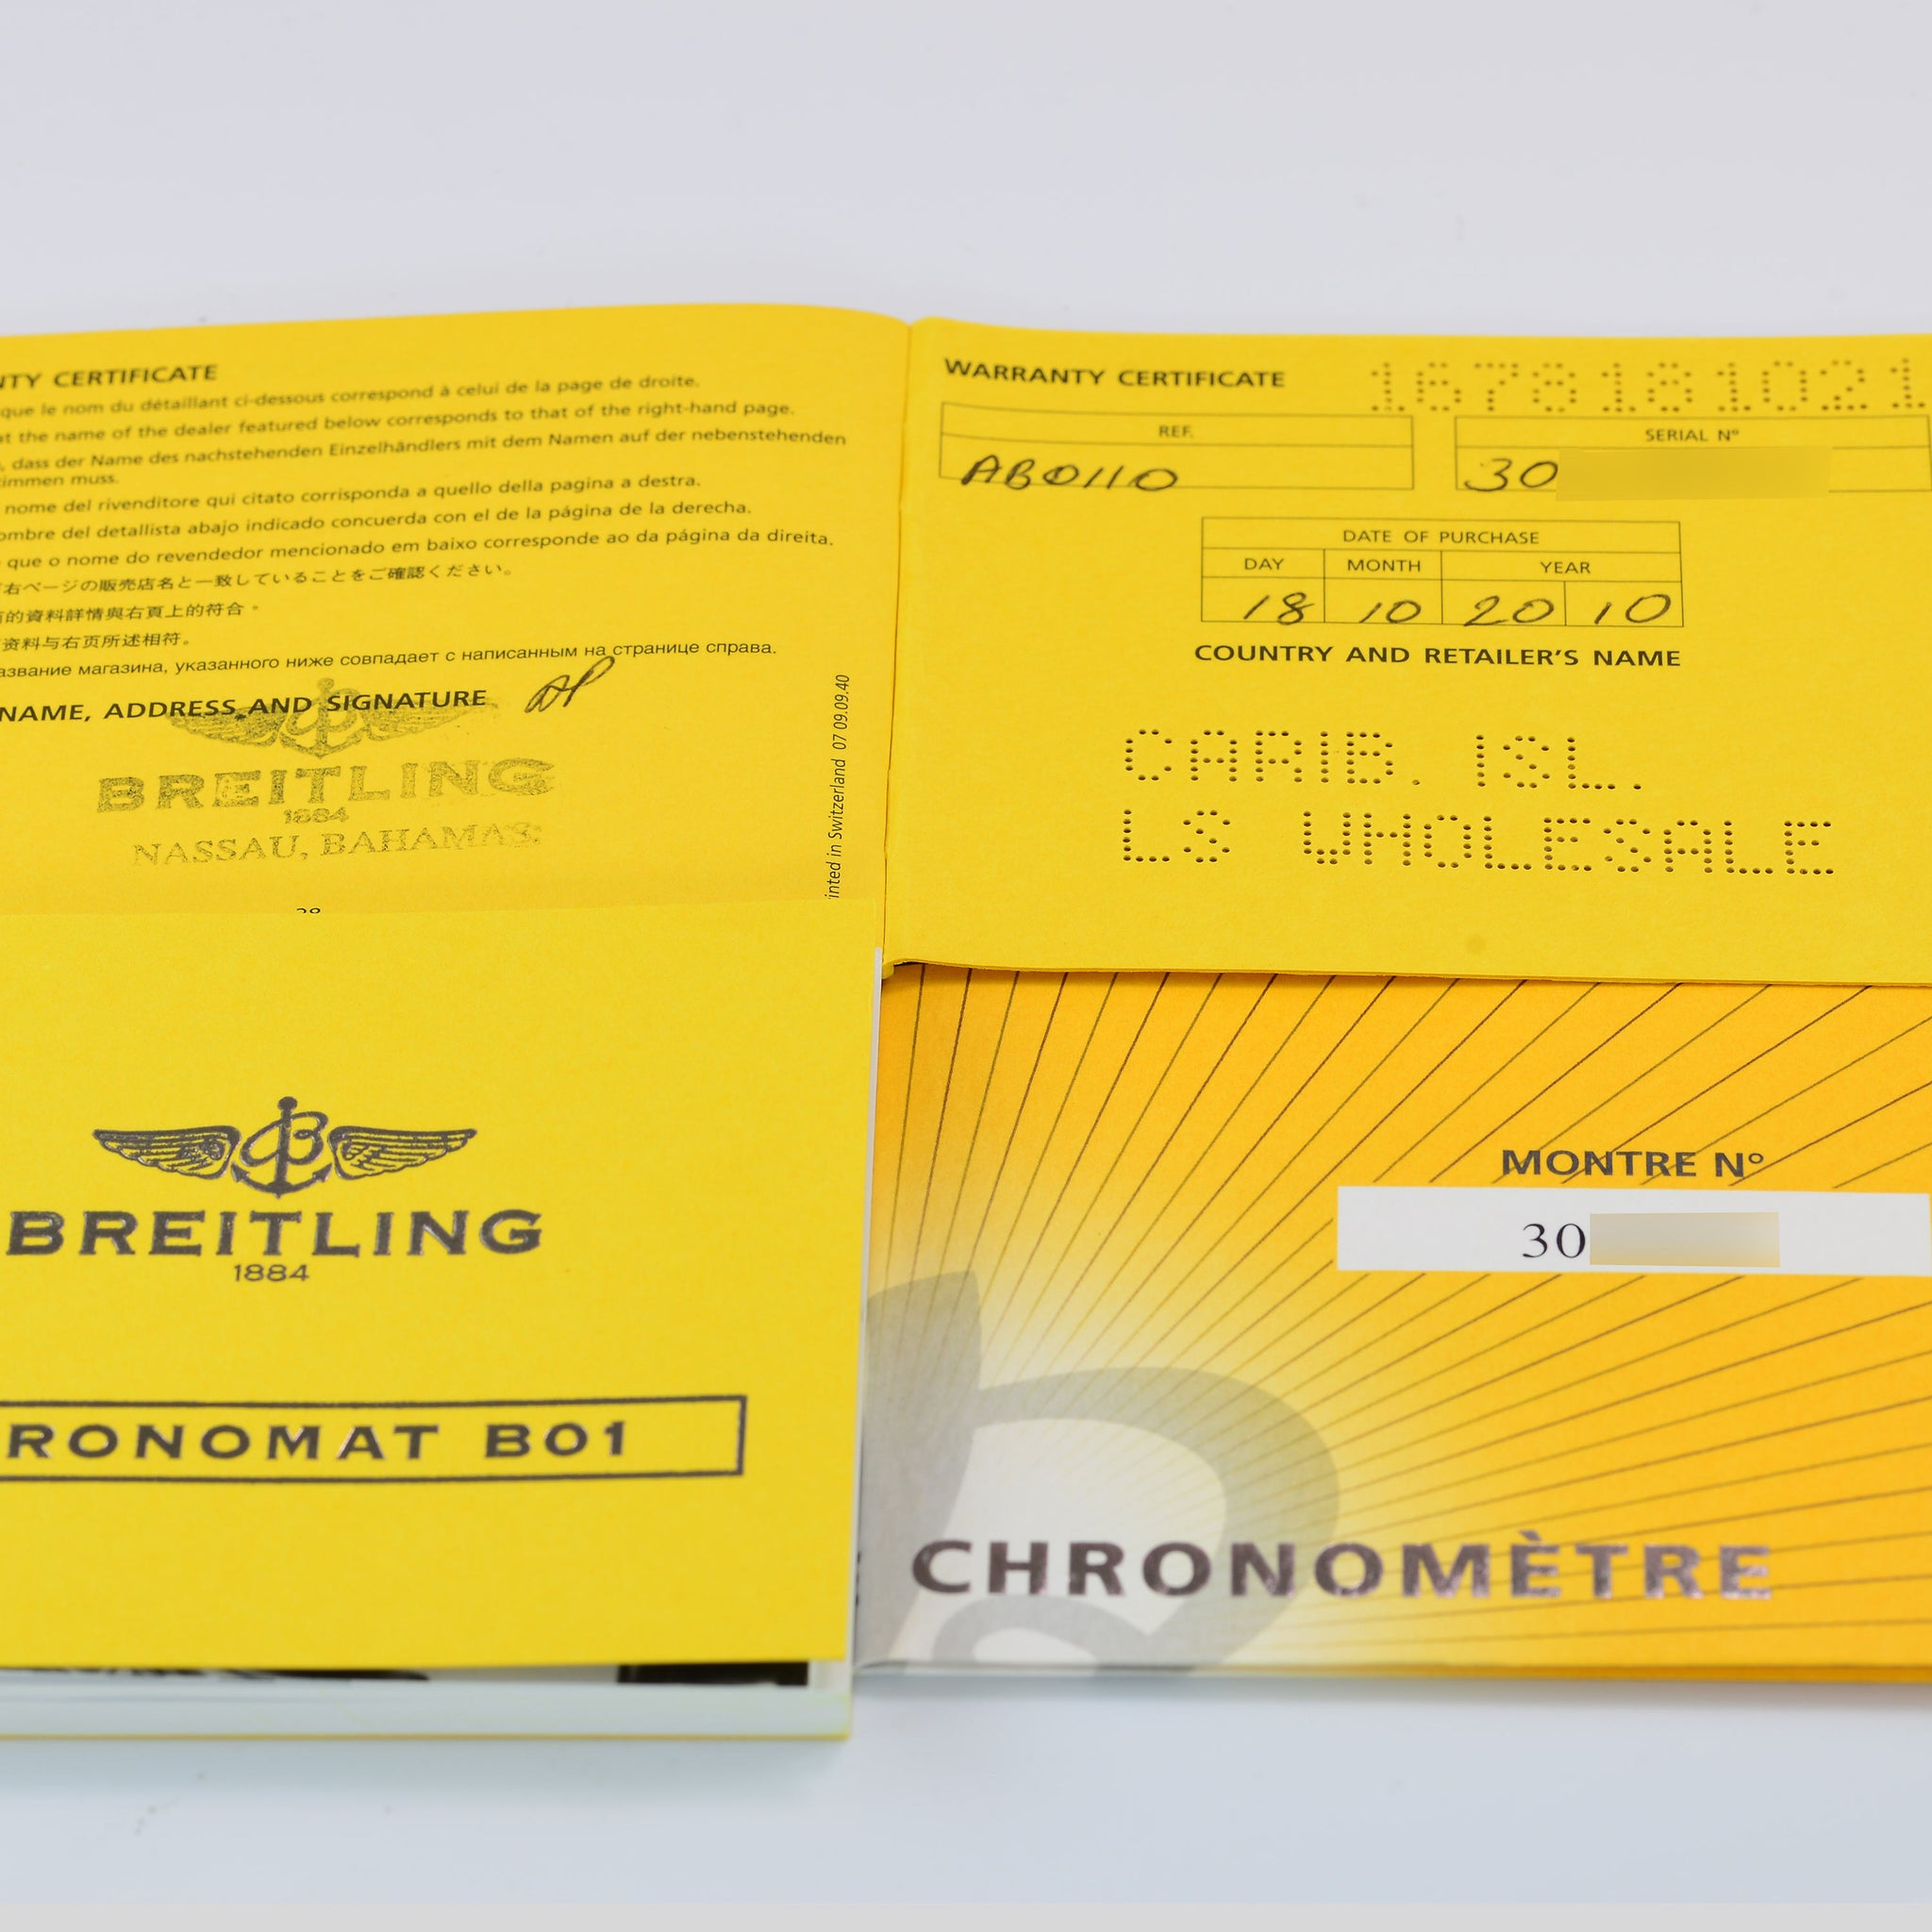 TY CERTIFICATE
que le nom du détaillant ci-dessous correspond à celui de la page de droite.
at the name of the dealer featured below corresponds to that of the right-hand page.
, dass der Name des nachstehenden Einzelhändlers mit dem Namen auf der nebenstehenden
immen muss.
nome del rivenditore qui citato corrisponda a quello della pagina a destra.
ombre del detallista abajo indicado concuerda con el de la página de la derecha.
que o nome do revendedor mencionado em baixo corresponde ao da página da direita.
右ページの販売店名と一致していることをご確認ください。
的資料詳情與右頁上的符合。
资料与右页所述相符。
азвание магазина, указанного ниже совпадает с написанным на странице справа.
NAME, ADDRESS AND SIGNATURE
BREITLING
1884
NASSAU, BAHAMAS
inted in Switzerland 07 09.09.40
WARRANTY CERTIFICATE 1678181021
REF.
AB0110
SERIAL Nº
30
DATE OF PURCHASE
DAY MONTH YEAR
18 10 20 10
COUNTRY AND RETAILER'S NAME
CARIB. ISL.
LS WHOLESALE
BREITLING
1884
RONOMAT B01
MONTRE Nº
30
CHRONOMÈTRE